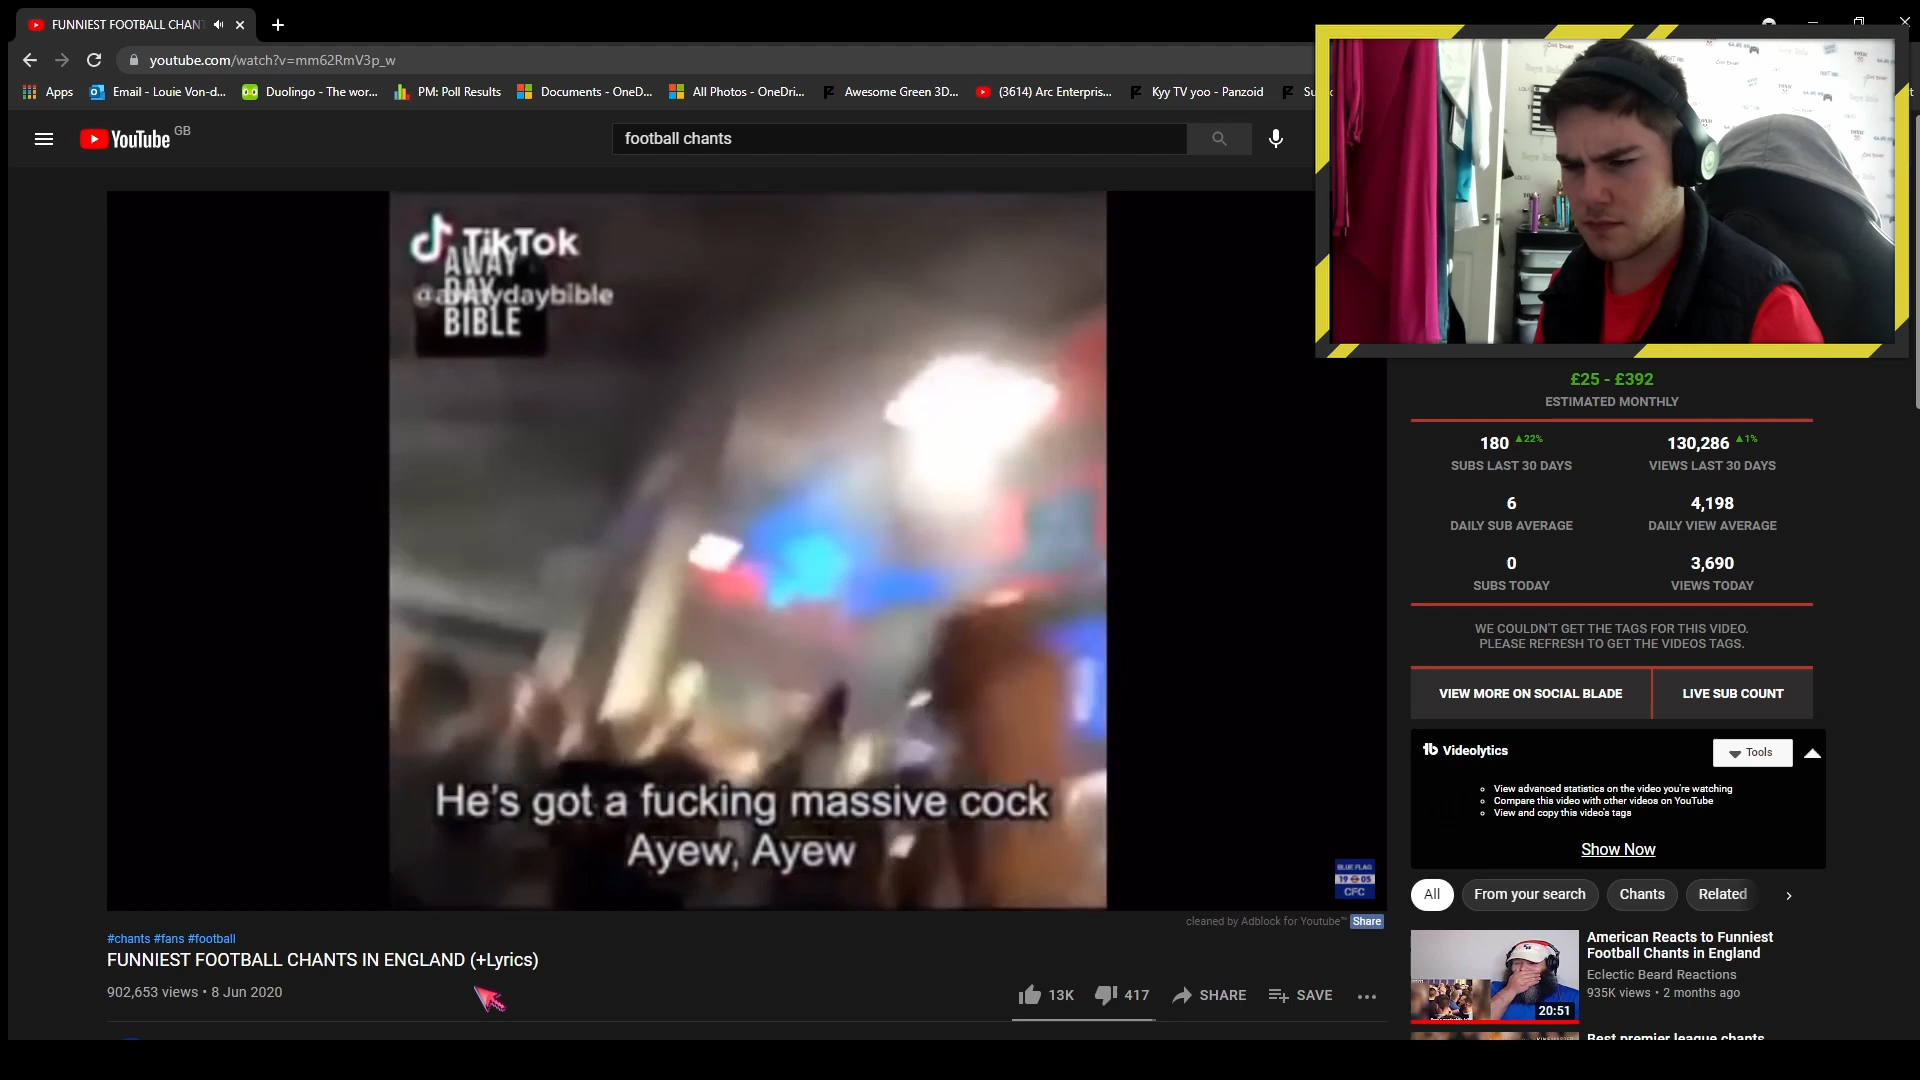 FUNNIEST FOOTBALL CHANT
youtube.com/watch?v=mm62RmV3p_w
Apps
Email - Louie Von-d...
Duolingo - The wor...
PM: Poll Results
Documents - OneD...
All Photos - OneDri...
Awesome Green 3D...
(3614) Arc Enterpris...
Kyy TV yoo - Panzoid
YouTube GB
football chants
TikTok
@awaydaybible
AWAY
DAY
BIBLE
He's got a fucking massive cock
Ayew, Ayew
BLUE FLAG
19 05
CFC
cleaned by Adblock for Youtube™ Share
#chants #fans #football
FUNNIEST FOOTBALL CHANTS IN ENGLAND (+Lyrics)
902,653 views • 8 Jun 2020
13K
417
SHARE
SAVE
£25 - £392
ESTIMATED MONTHLY
180 ▲22%
SUBS LAST 30 DAYS
130,286 ▲1%
VIEWS LAST 30 DAYS
6
DAILY SUB AVERAGE
4,198
DAILY VIEW AVERAGE
0
SUBS TODAY
3,690
VIEWS TODAY
WE COULDN'T GET THE TAGS FOR THIS VIDEO.
PLEASE REFRESH TO GET THE VIDEOS TAGS.
VIEW MORE ON SOCIAL BLADE
LIVE SUB COUNT
Videolytics
Tools
View advanced statistics on the video you're watching
Compare this video with other videos on YouTube
View and copy this video's tags
Show Now
All
From your search
Chants
Related
20:51
American Reacts to Funniest
Football Chants in England
Eclectic Beard Reactions
935K views • 2 months ago
Best premier league chants